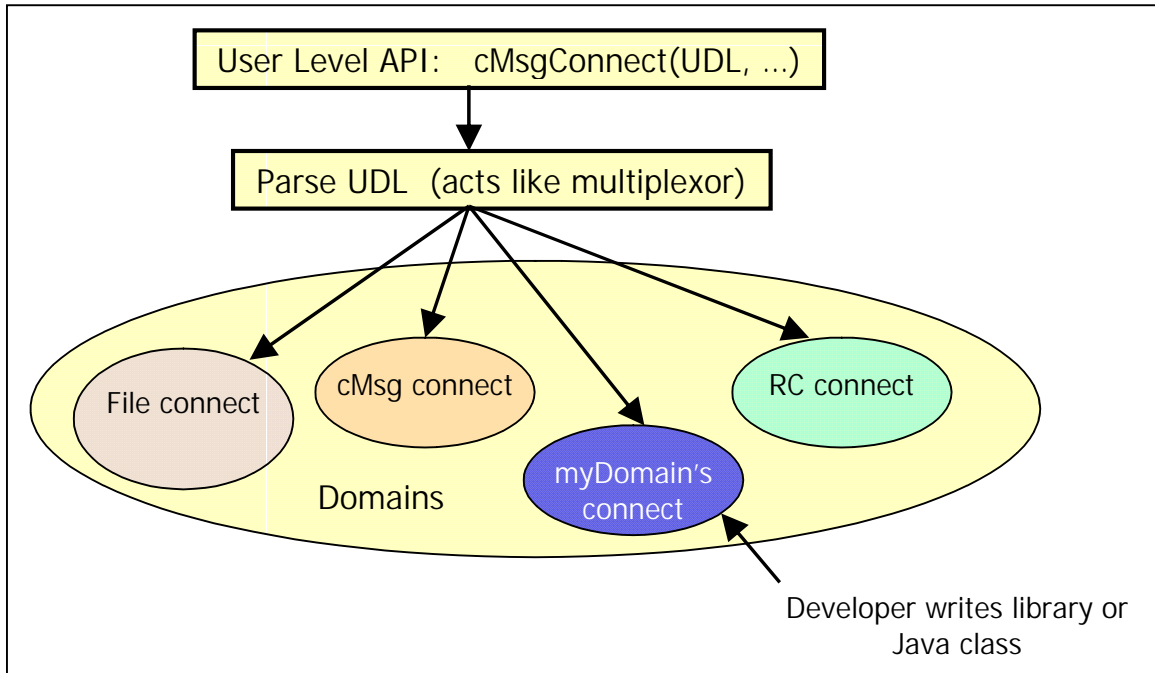 User Level API: cMsgConnect(UDL, ...)
Parse UDL (acts like multiplexor)
File connect
cMsg connect
RC connect
myDomain's
connect
Domains
Developer writes library or
Java class